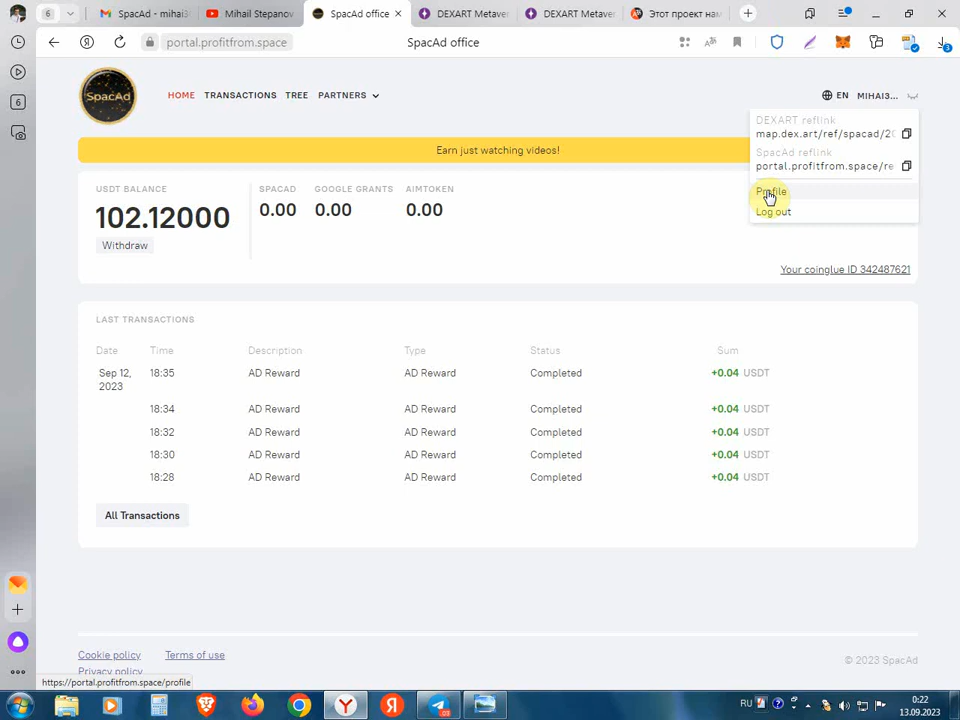 6
SpacAd - mihai3
Mihail Stepanov
SpacAd office
DEXART Metave
DEXART Metave
Этот проект нам
portal.profitfrom.space
SpacAd office
3
6
SpacAd
HOME
TRANSACTIONS
TREE
PARTNERS
EN
MIHAI3...
DEXART reflink
map.dex.art/ref/spacad/2
SpacAd reflink
portal.profitfrom.space/re
Profile
Log out
Earn just watching videos!
USDT BALANCE
102.12000
Withdraw
SPACAD
0.00
GOOGLE GRANTS
0.00
AIMTOKEN
0.00
Your coinglue ID 342487621
LAST TRANSACTIONS
Date Time Description Type Status Sum
Sep 12, 2023 18:35 AD Reward AD Reward Completed +0.04 USDT
18:34 AD Reward AD Reward Completed +0.04 USDT
18:32 AD Reward AD Reward Completed +0.04 USDT
18:30 AD Reward AD Reward Completed +0.04 USDT
18:28 AD Reward AD Reward Completed +0.04 USDT
All Transactions
Cookie policy
Terms of use
Privacy policy
© 2023 SpacAd
https://portal.profitfrom.space/profile
RU
0:22
13.09.2023